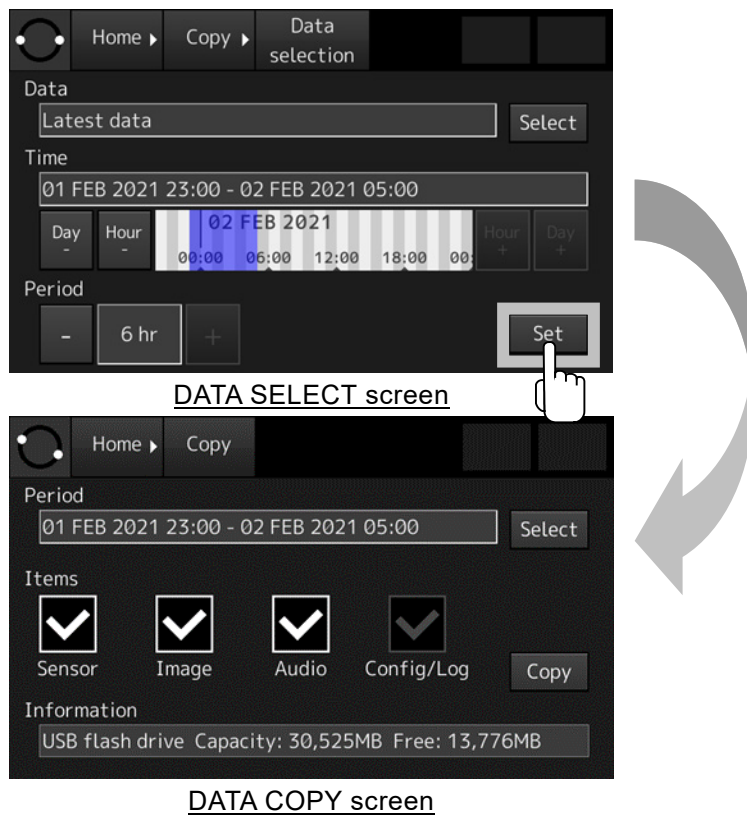 Home Copy Data selection
Data
Latest data Select
Time
01 FEB 2021 23:00 - 02 FEB 2021 05:00
Day - Hour - 02 FEB 2021 Hour + Day +
00:00 06:00 12:00 18:00 00:
Period
- 6 hr + Set
DATA SELECT screen
Home Copy
Period
01 FEB 2021 23:00 - 02 FEB 2021 05:00 Select
Items
Sensor Image Audio Config/Log Copy
Information
USB flash drive Capacity: 30,525MB Free: 13,776MB
DATA COPY screen